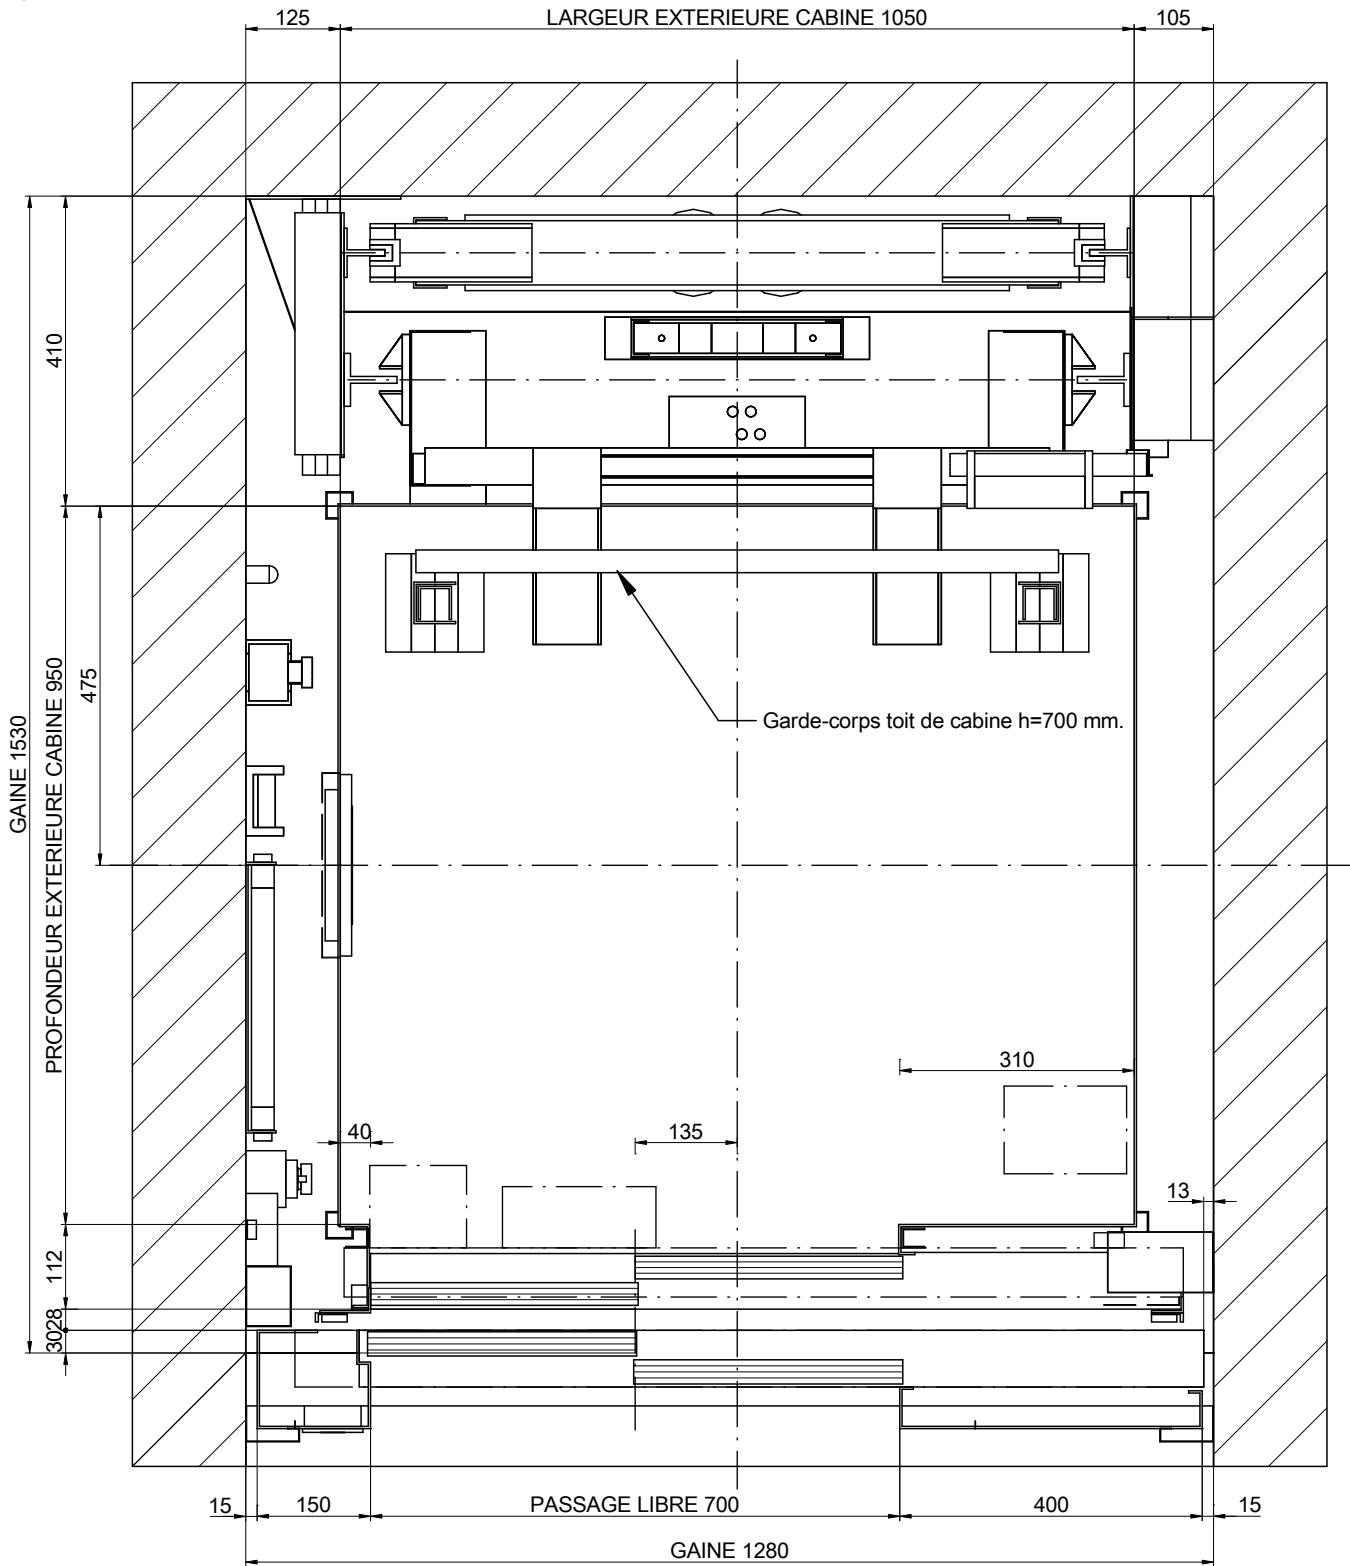 125
LARGEUR EXTERIEURE CABINE 1050
105
410
GAINE 1530
PROFONDEUR EXTERIEURE CABINE 950
475
Garde-corps toit de cabine h=700 mm.
310
40
135
13
112
28
30
15
150
PASSAGE LIBRE 700
400
15
GAINE 1280